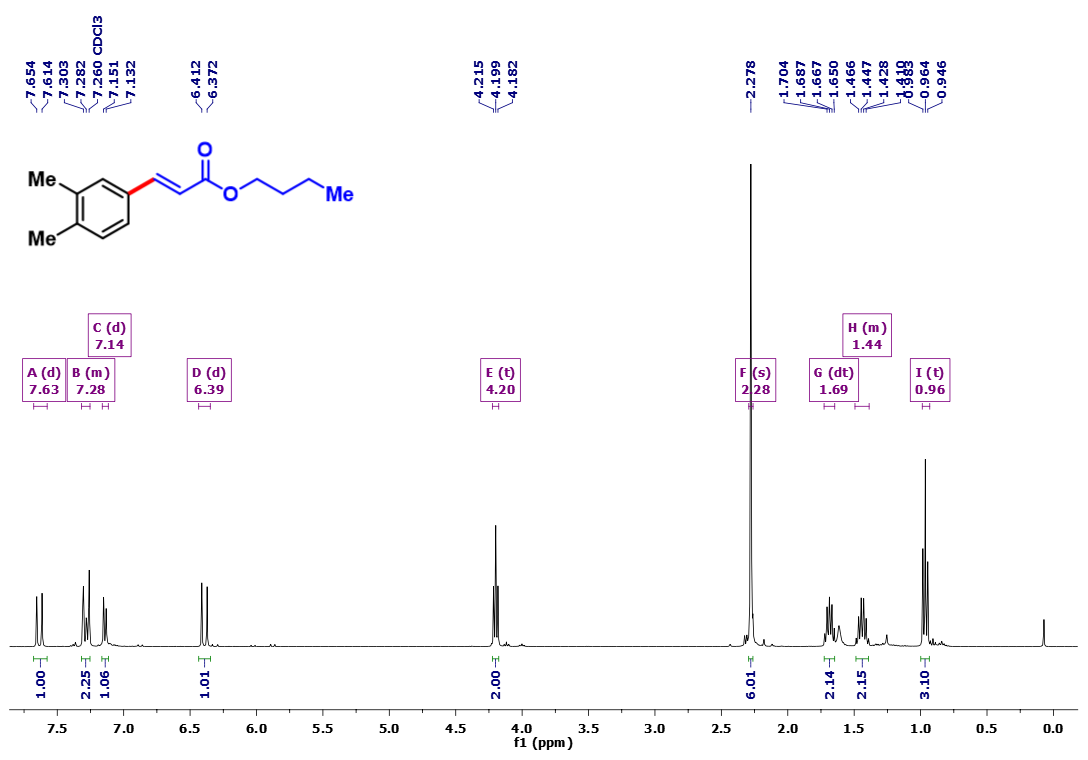 7.654
7.614
7.303
7.282
7.260 CDCl3
7.151
7.132
6.412
6.372
4.215
4.199
4.182
2.278
1.704
1.687
1.667
1.650
1.466
1.447
1.428
1.410
0.983
0.964
0.946
O
Me
O
Me
Me
C (d)
7.14
H (m)
1.44
A (d)
7.63
B (m)
7.28
D (d)
6.39
E (t)
4.20
F (s)
2.28
G (dt)
1.69
I (t)
0.96
1.00
2.25
1.06
1.01
2.00
6.01
2.14
2.15
3.10
7.5 7.0 6.5 6.0 5.5 5.0 4.5 4.0 3.5 3.0 2.5 2.0 1.5 1.0 0.5 0.0
f1 (ppm)